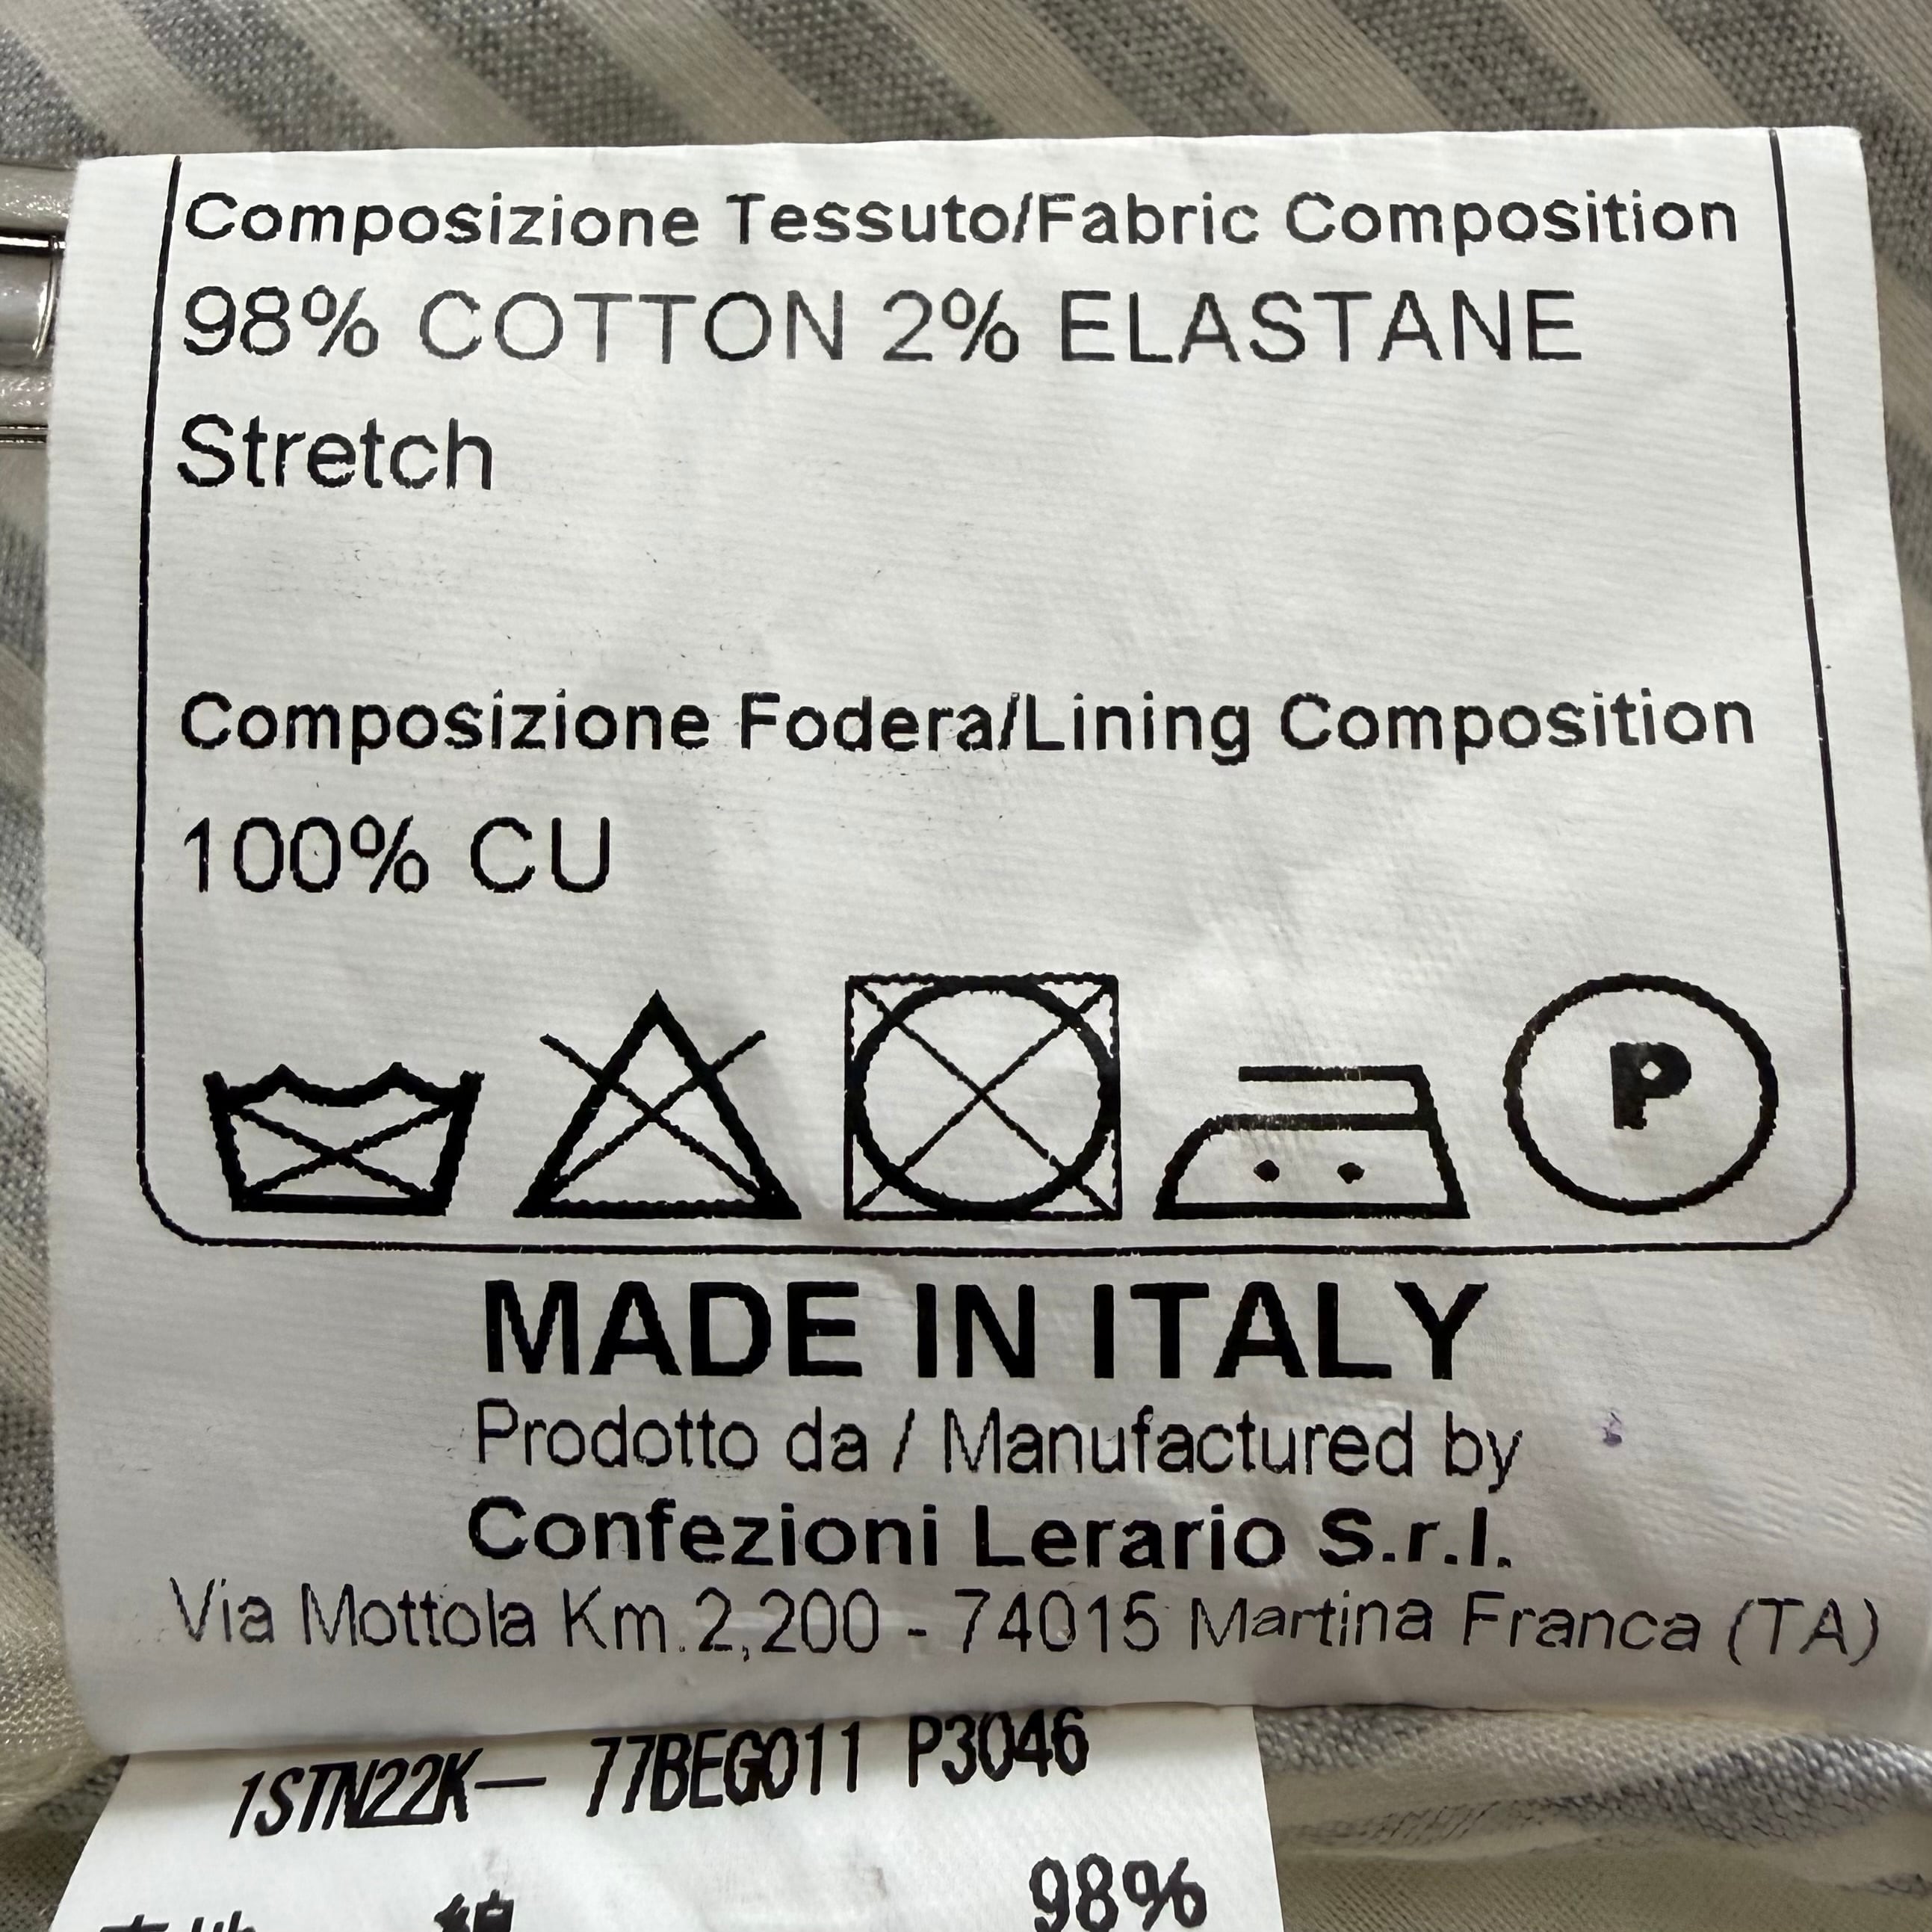 Composizione Tessuto/Fabric Composition
98% COTTON 2% ELASTANE
Stretch
Composizione Fodera/Lining Composition
100% CU
P
MADE IN ITALY
Prodotto da / Manufactured by
Confezioni Lerario S.r.l.
Via Mottola Km.2,200 - 74015 Martina Franca (TA)
1STN22K— 77BEG011 P3046
98%